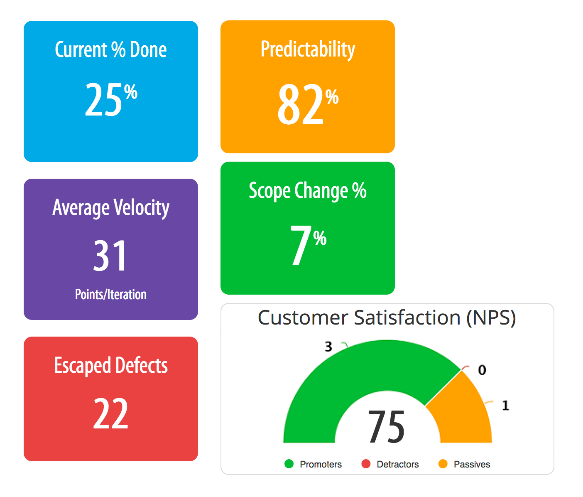 Current % Done
25%
Predictability
82%
Average Velocity
31
Points/Iteration
Scope Change %
7%
Escaped Defects
22
Customer Satisfaction (NPS)
3
0
1
75
Promoters
Detractors
Passives